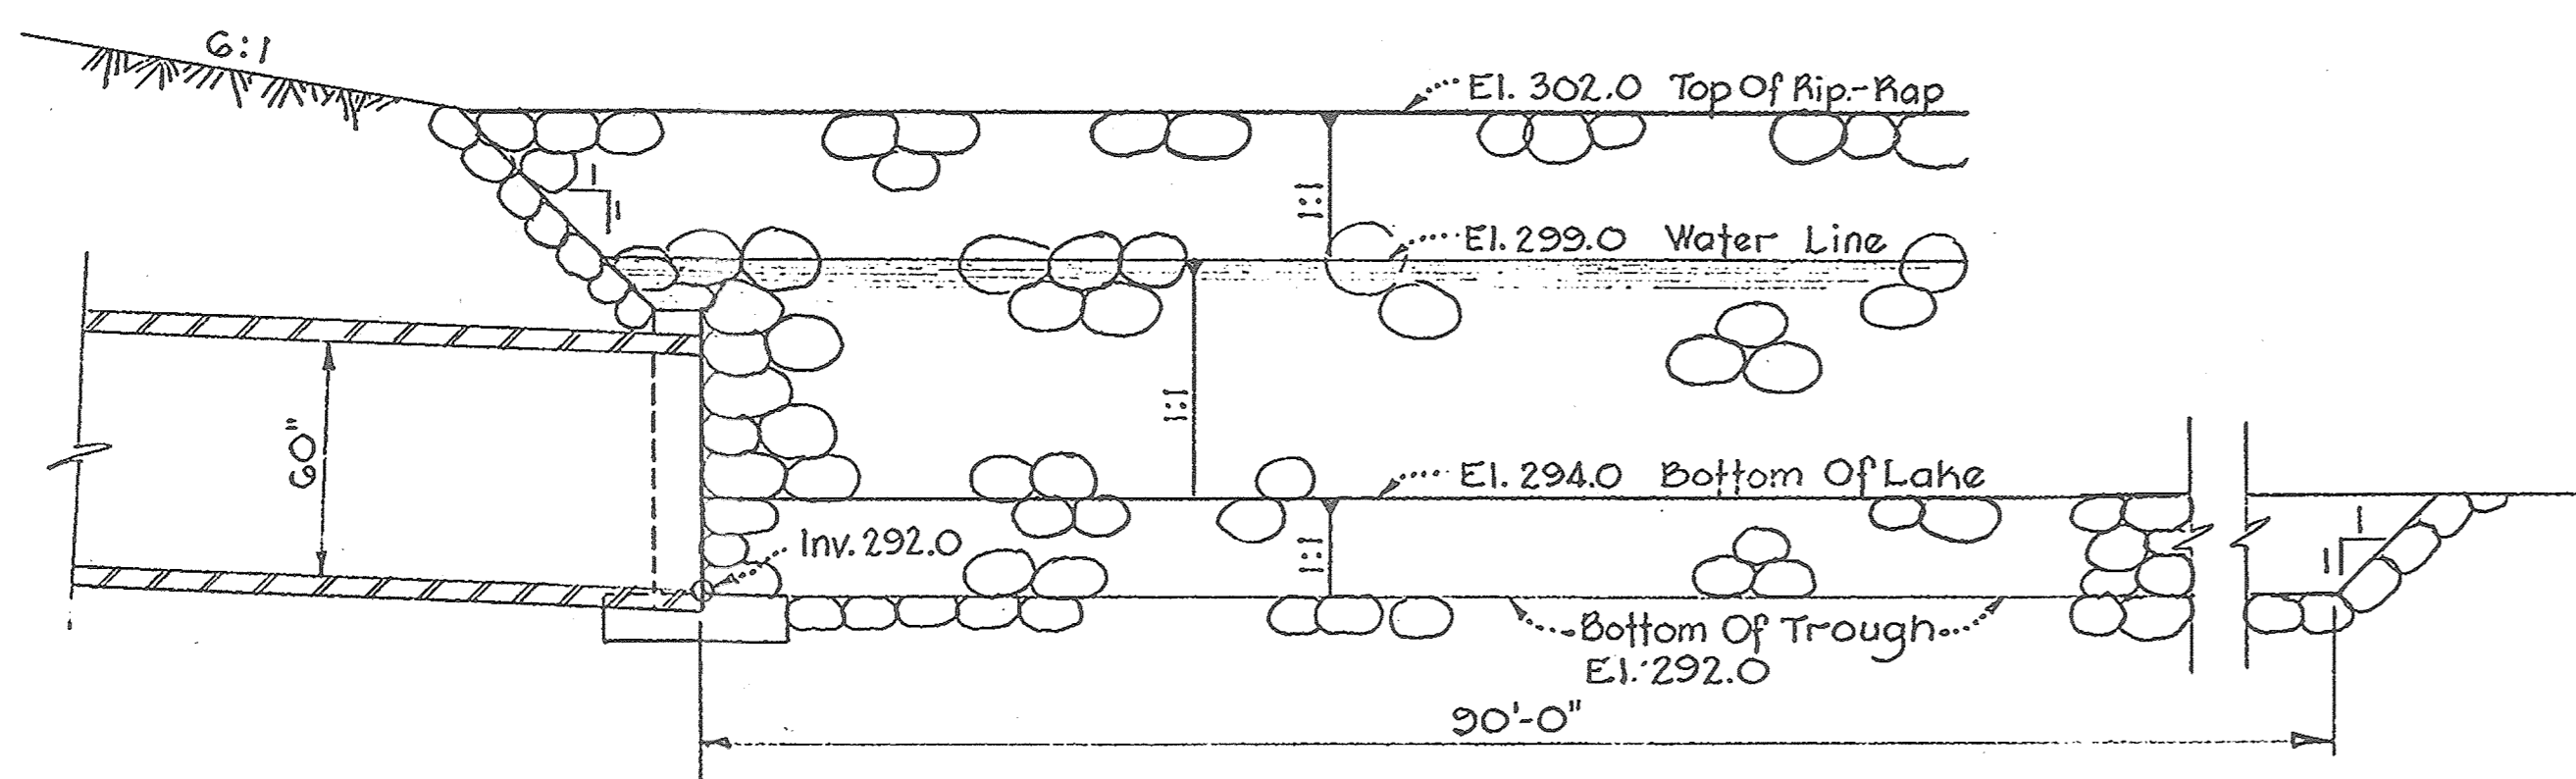 6:1
El. 302.0 Top Of Rip.-Rap
1
1
1:1
El. 299.0 Water Line
60"
1:1
El. 294.0 Bottom Of Lake
Inv. 292.0
1:1
1
1
Bottom Of Trough
El. 292.0
90'-0"